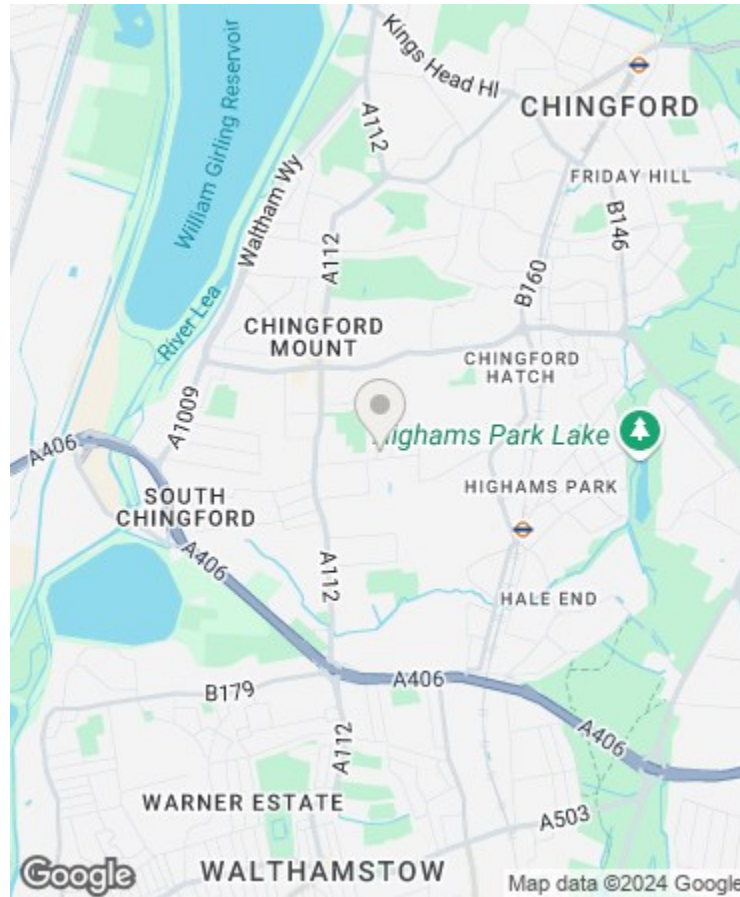 Kings Head Hl
CHINGFORD
William Girling Reservoir
A112
FRIDAY HILL
Waltham Wy
B146
A112
B160
River Lea
CHINGFORD
MOUNT
CHINGFORD
HATCH
A1009
Highams Park Lake
A406
HIGHAMS PARK
SOUTH
CHINGFORD
A406
A112
HALE END
A406
B179
A112
A406
WARNER ESTATE
A503
WALTHAMSTOW
Google
Map data ©2024 Google